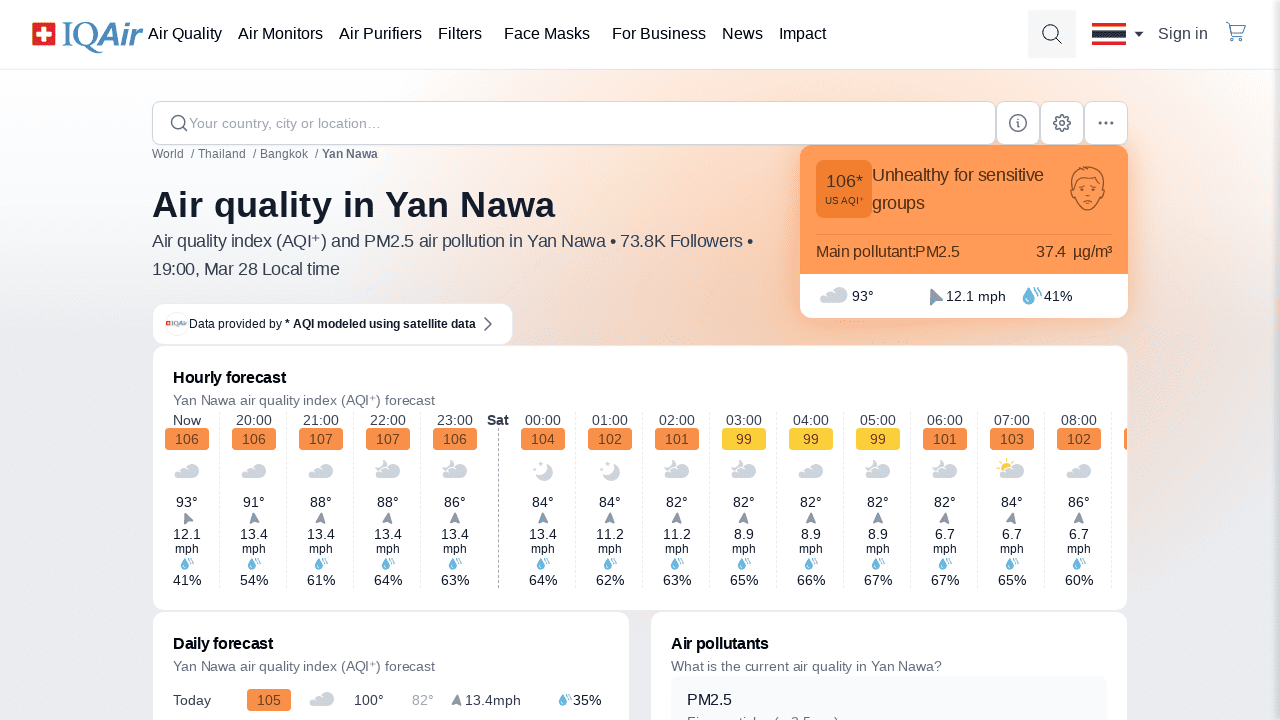 IQAir Air Quality Air Monitors Air Purifiers Filters Face Masks For Business News Impact Sign in
Your country, city or location…
World / Thailand / Bangkok / Yan Nawa
Air quality in Yan Nawa
Air quality index (AQI⁺) and PM2.5 air pollution in Yan Nawa • 73.8K Followers •
19:00, Mar 28 Local time
106*
US AQI⁺
Unhealthy for sensitive
groups
Main pollutant:PM2.5 37.4 µg/m³
93° 12.1 mph 41%
IQAir Data provided by * AQI modeled using satellite data
Hourly forecast
Yan Nawa air quality index (AQI⁺) forecast
Now 20:00 21:00 22:00 23:00 Sat 00:00 01:00 02:00 03:00 04:00 05:00 06:00 07:00 08:00
106 106 107 107 106 104 102 101 99 99 99 101 103 102
93° 91° 88° 88° 86° 84° 84° 82° 82° 82° 82° 82° 84° 86°
12.1 13.4 13.4 13.4 13.4 13.4 11.2 11.2 8.9 8.9 8.9 6.7 6.7 6.7
mph mph mph mph mph mph mph mph mph mph mph mph mph mph
41% 54% 61% 64% 63% 64% 62% 63% 65% 66% 67% 67% 65% 60%
Daily forecast
Yan Nawa air quality index (AQI⁺) forecast
Today 105 100° 82° 13.4mph 35%
Air pollutants
What is the current air quality in Yan Nawa?
PM2.5